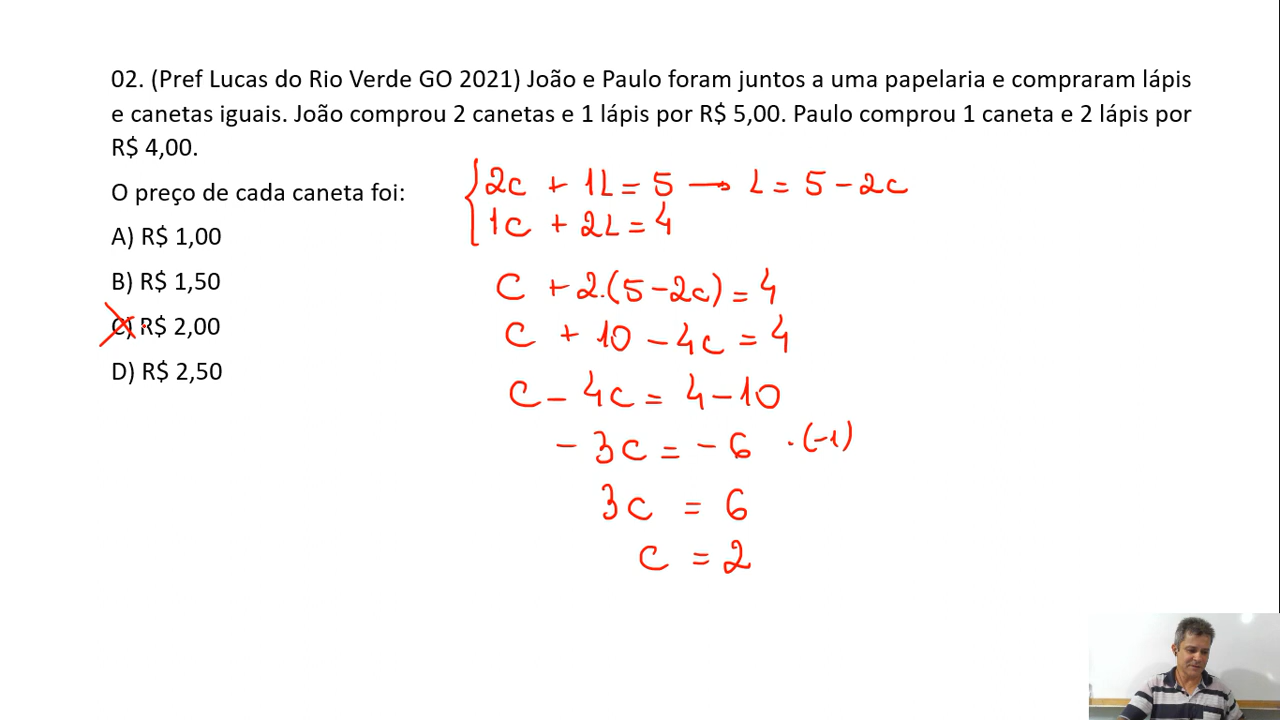 02. (Pref Lucas do Rio Verde GO 2021) João e Paulo foram juntos a uma papelaria e compraram lápis
e canetas iguais. João comprou 2 canetas e 1 lápis por R$ 5,00. Paulo comprou 1 caneta e 2 lápis por
R$ 4,00.
O preço de cada caneta foi:
A) R$ 1,00
B) R$ 1,50
C) R$ 2,00
D) R$ 2,50
2c + 1L = 5 → L = 5 - 2c
1c + 2L = 4
c + 2.(5 - 2c) = 4
c + 10 - 4c = 4
c - 4c = 4 - 10
- 3c = - 6 .(-1)
3c = 6
c = 2